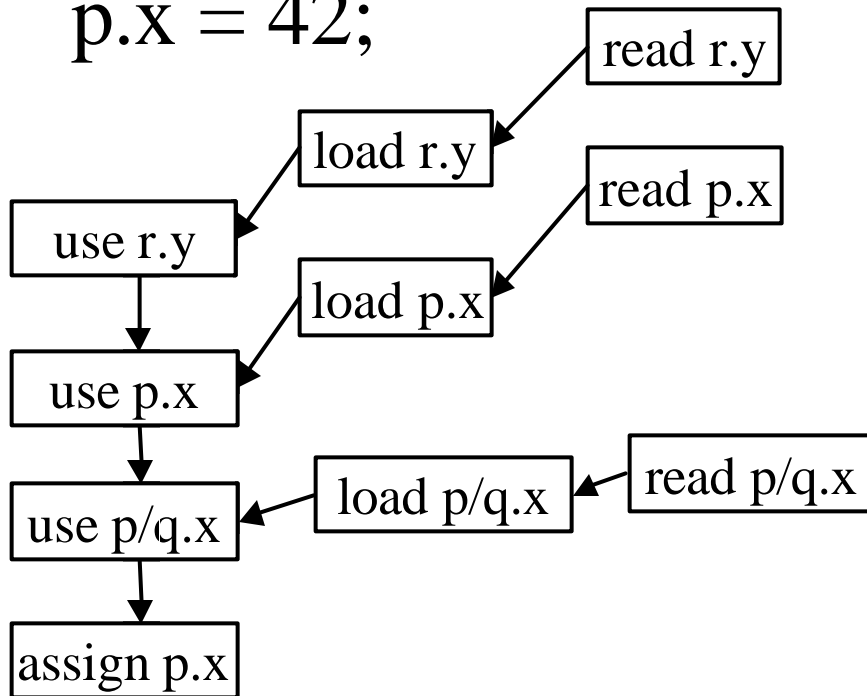 p.x = 42;
read r.y
load r.y
read p.x
use r.y
load p.x
use p.x
read p/q.x
load p/q.x
use p/q.x
assign p.x